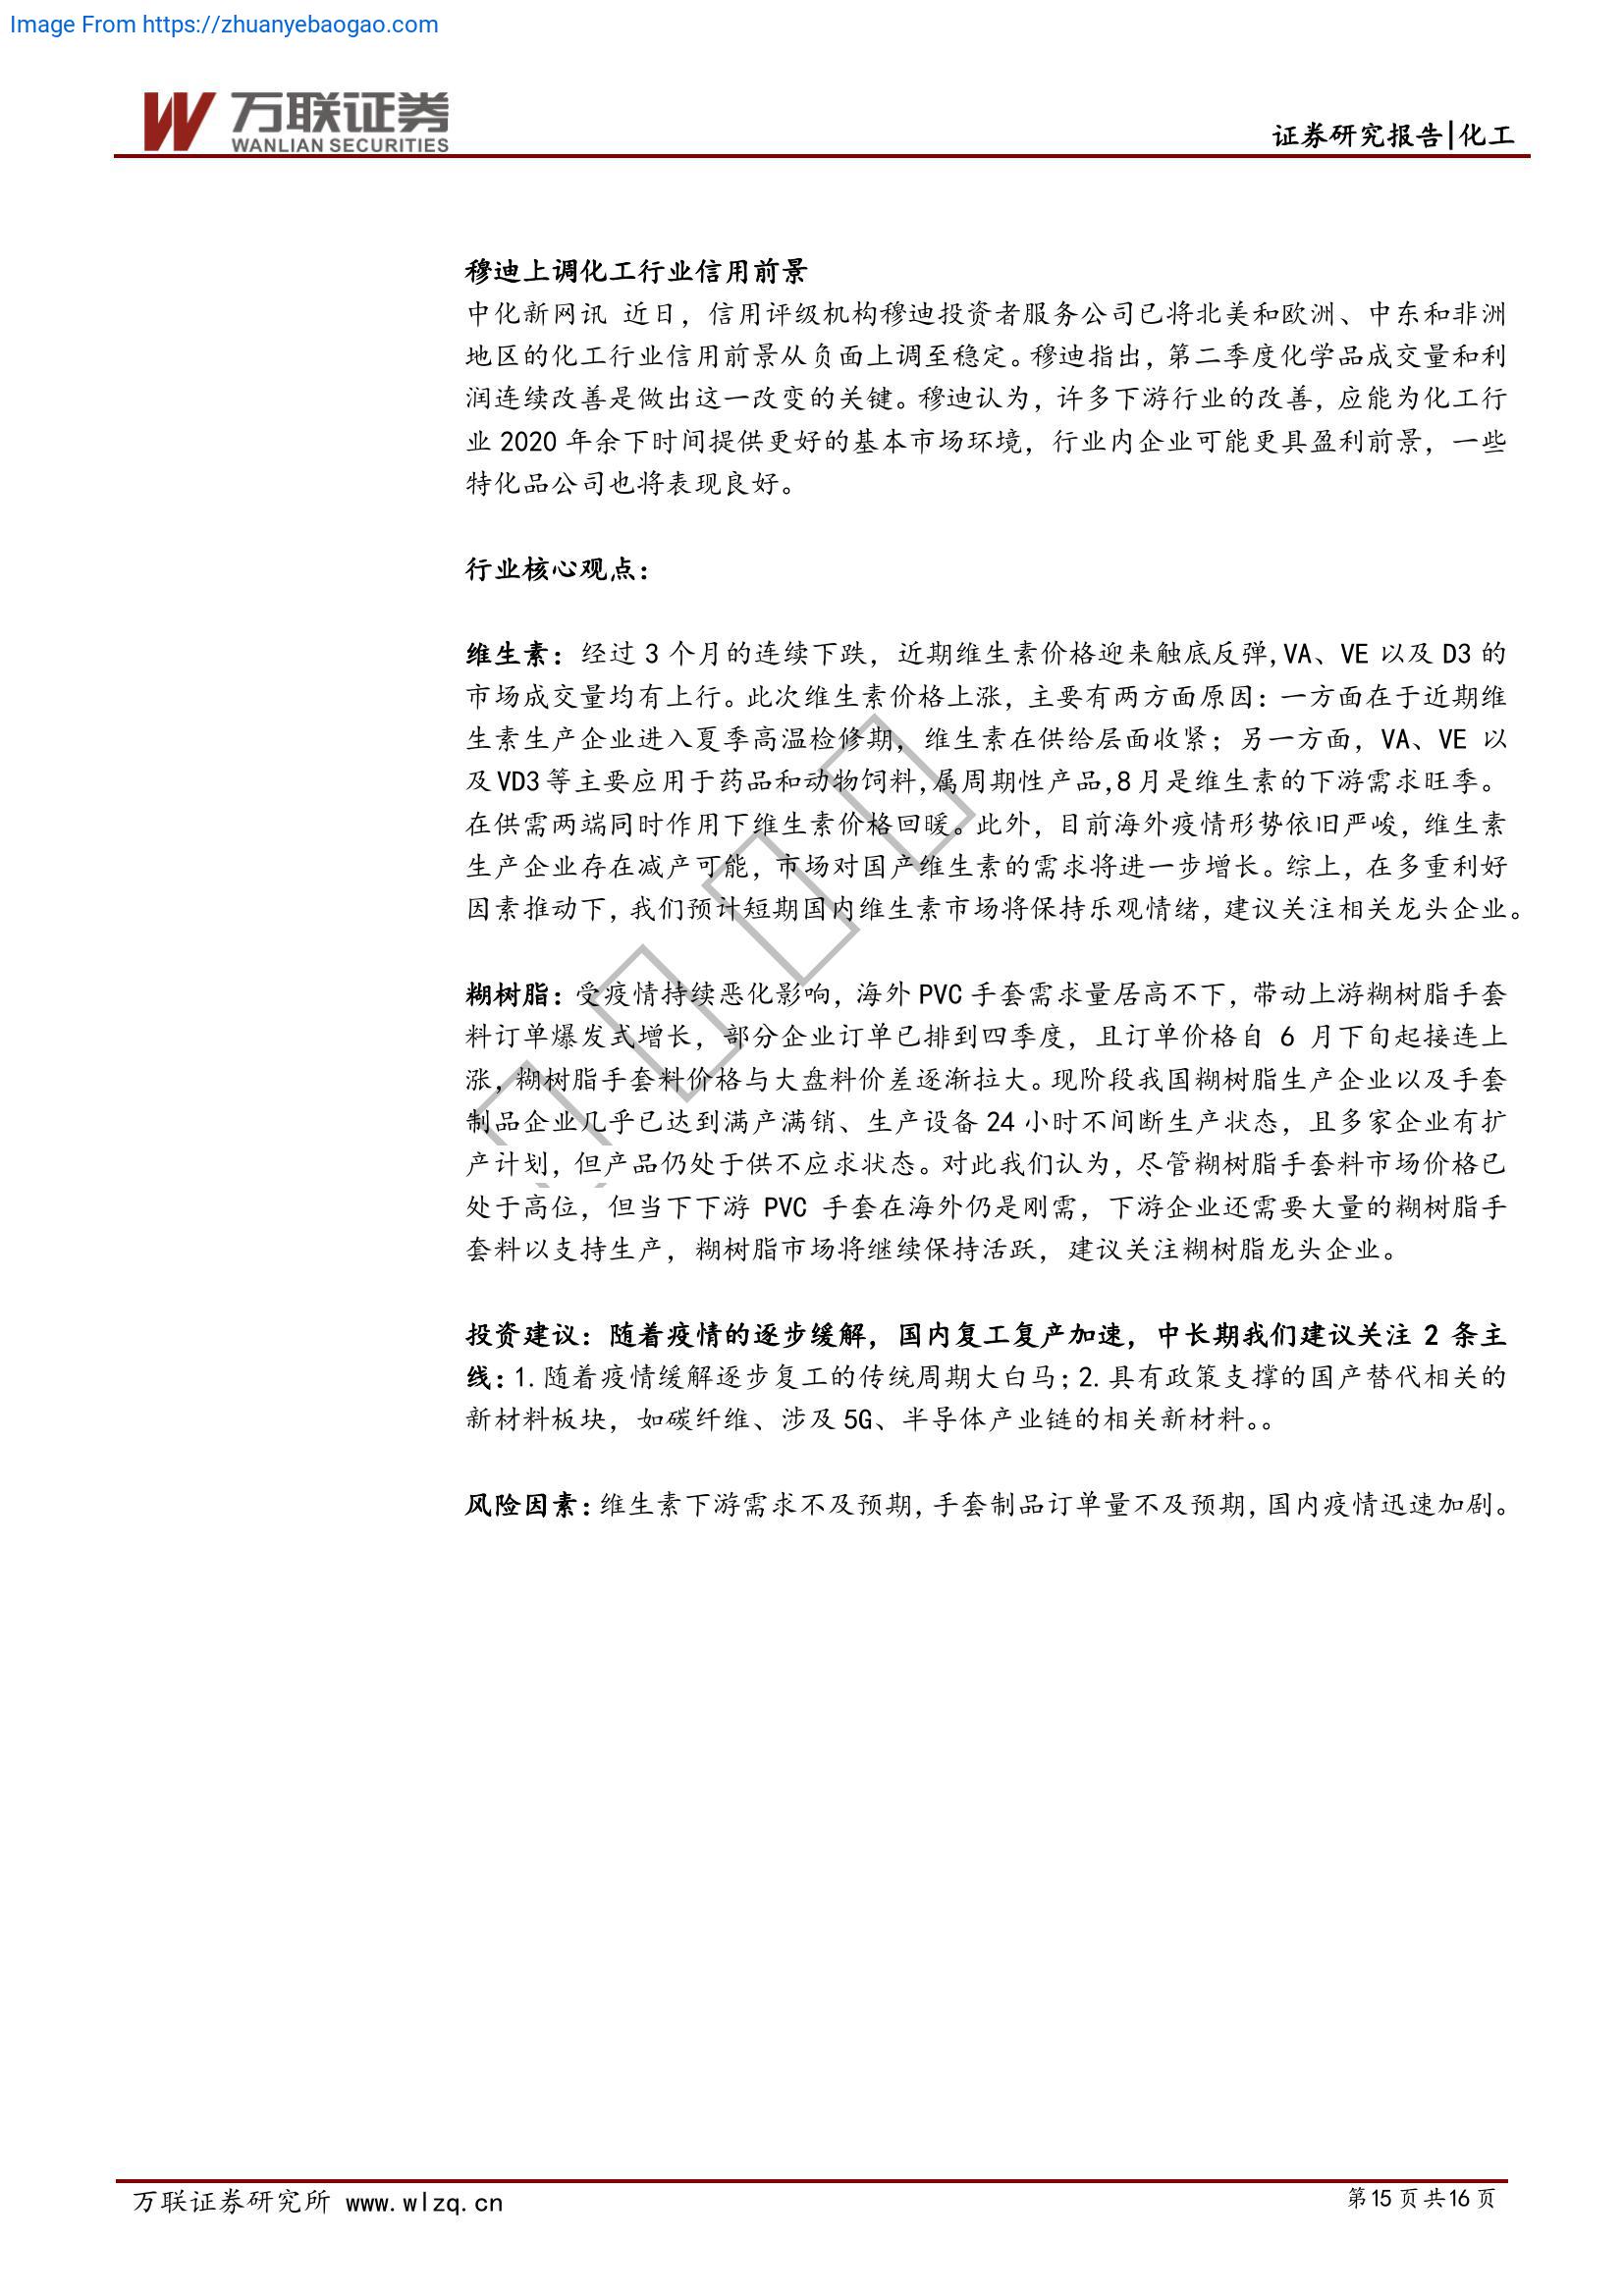 Image From https://zhuanyebaogao.com
万联证券
WANLIAN SECURITIES
证券研究报告|化工
穆迪上调化工行业信用前景
中化新网讯 近日，信用评级机构穆迪投资者服务公司已将北美和欧洲、中东和非洲
地区的化工行业信用前景从负面上调至稳定。穆迪指出，第二季度化学品成交量和利
润连续改善是做出这一改变的关键。穆迪认为，许多下游行业的改善，应能为化工行
业 2020 年余下时间提供更好的基本市场环境，行业内企业可能更具盈利前景，一些
特化品公司也将表现良好。
行业核心观点：
维生素：经过 3 个月的连续下跌，近期维生素价格迎来触底反弹,VA、VE 以及 D3 的
市场成交量均有上行。此次维生素价格上涨，主要有两方面原因：一方面在于近期维
生素生产企业进入夏季高温检修期，维生素在供给层面收紧；另一方面，VA、VE 以
及 VD3 等主要应用于药品和动物饲料,属周期性产品,8 月是维生素的下游需求旺季。
在供需两端同时作用下维生素价格回暖。此外，目前海外疫情形势依旧严峻，维生素
生产企业存在减产可能，市场对国产维生素的需求将进一步增长。综上，在多重利好
因素推动下，我们预计短期国内维生素市场将保持乐观情绪，建议关注相关龙头企业。
糊树脂：受疫情持续恶化影响，海外 PVC 手套需求量居高不下，带动上游糊树脂手套
料订单爆发式增长，部分企业订单已排到四季度，且订单价格自 6 月下旬起接连上
涨，糊树脂手套料价格与大盘料价差逐渐拉大。现阶段我国糊树脂生产企业以及手套
制品企业几乎已达到满产满销、生产设备 24 小时不间断生产状态，且多家企业有扩
产计划，但产品仍处于供不应求状态。对此我们认为，尽管糊树脂手套料市场价格已
处于高位，但当下下游 PVC 手套在海外仍是刚需，下游企业还需要大量的糊树脂手
套料以支持生产，糊树脂市场将继续保持活跃，建议关注糊树脂龙头企业。
投资建议：随着疫情的逐步缓解，国内复工复产加速，中长期我们建议关注 2 条主
线：1.随着疫情缓解逐步复工的传统周期大白马；2.具有政策支撑的国产替代相关的
新材料板块，如碳纤维、涉及 5G、半导体产业链的相关新材料。。
风险因素：维生素下游需求不及预期，手套制品订单量不及预期，国内疫情迅速加剧。
万联证券研究所 www.wlzq.cn
第 15 页 共 16 页